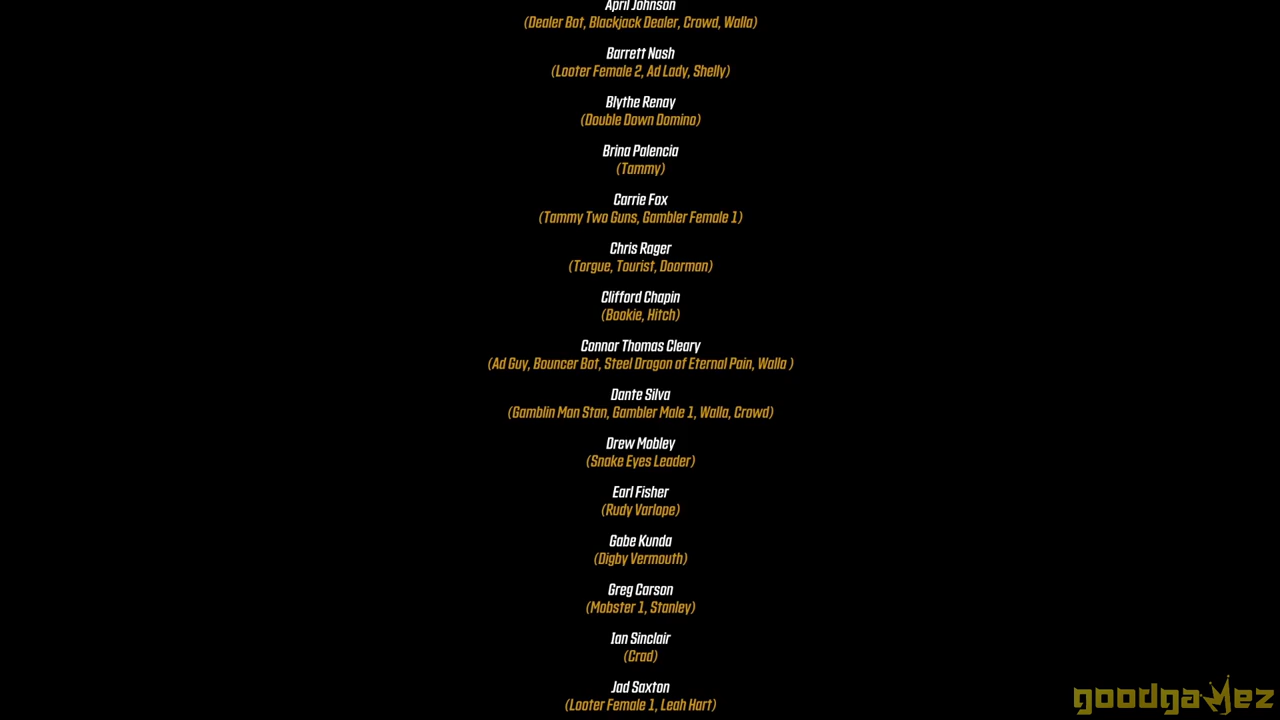 April Johnson
(Dealer Bot, Blackjack Dealer, Crowd, Walla)
Barrett Nash
(Looter Female 2, Ad Lady, Shelly)
Blythe Renay
(Double Down Domino)
Brina Palencia
(Tammy)
Carrie Fox
(Tammy Two Guns, Gambler Female 1)
Chris Rager
(Torgue, Tourist, Doorman)
Clifford Chapin
(Bookie, Hitch)
Connor Thomas Cleary
(Ad Guy, Bouncer Bot, Steel Dragon of Eternal Pain, Walla )
Dante Silva
(Gamblin Man Stan, Gambler Male 1, Walla, Crowd)
Drew Mobley
(Snake Eyes Leader)
Earl Fisher
(Rudy Varlope)
Gabe Kunda
(Digby Vermouth)
Greg Carson
(Mobster 1, Stanley)
Ian Sinclair
(Crad)
Jad Saxton
(Looter Female 1, Leah Hart)
goodgamez